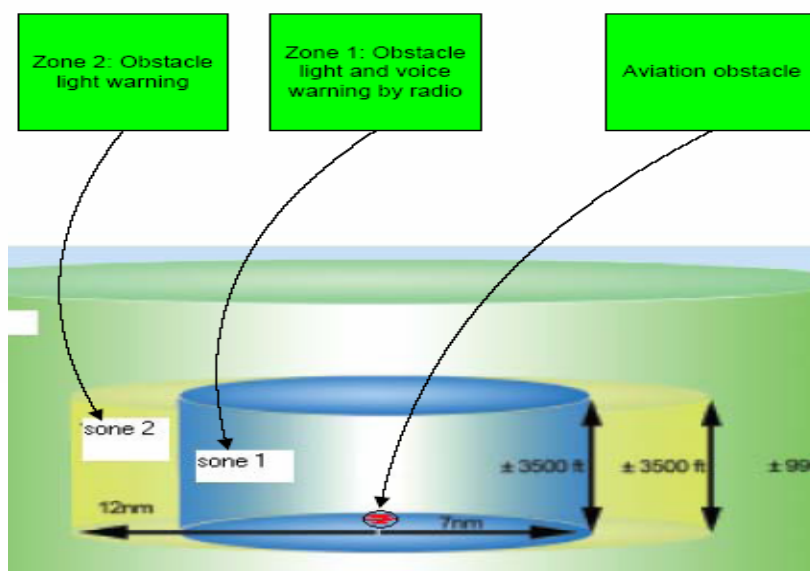 Zone 2: Obstacle
light warning
Zone 1: Obstacle
light and voice
warning by radio
Aviation obstacle
sone 2
sone 1
± 3500 ft
± 3500 ft
± 99
12nm
7nm